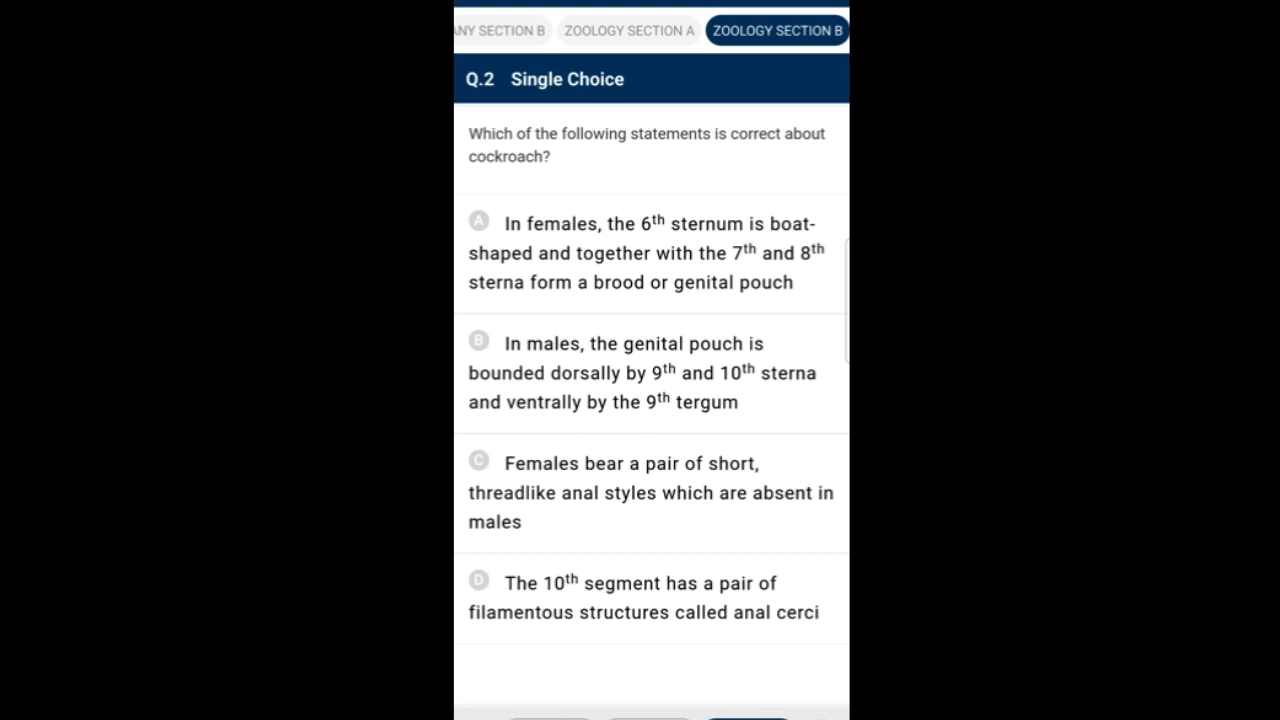 ANY SECTION B ZOOLOGY SECTION A ZOOLOGY SECTION B
Q.2 Single Choice
Which of the following statements is correct about
cockroach?
A In females, the 6th sternum is boat-
shaped and together with the 7th and 8th
sterna form a brood or genital pouch
B In males, the genital pouch is
bounded dorsally by 9th and 10th sterna
and ventrally by the 9th tergum
C Females bear a pair of short,
threadlike anal styles which are absent in
males
D The 10th segment has a pair of
filamentous structures called anal cerci